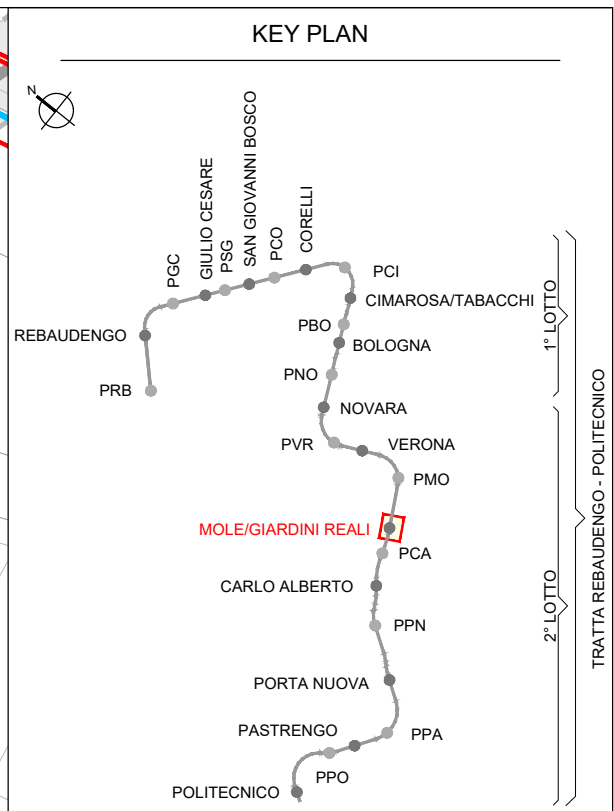 KEY PLAN
N
PGC
GIULIO CESARE
PSG
SAN GIOVANNI BOSCO
PCO
CORELLI
PCI
CIMAROSA/TABACCHI
REBAUDENGO
PBO
BOLOGNA
PNO
PRB
NOVARA
PVR
VERONA
PMO
MOLE/GIARDINI REALI
PCA
CARLO ALBERTO
PPN
PORTA NUOVA
PASTRENGO
PPA
PPO
POLITECNICO
1° LOTTO
2° LOTTO
TRATTA REBAUDENGO - POLITECNICO